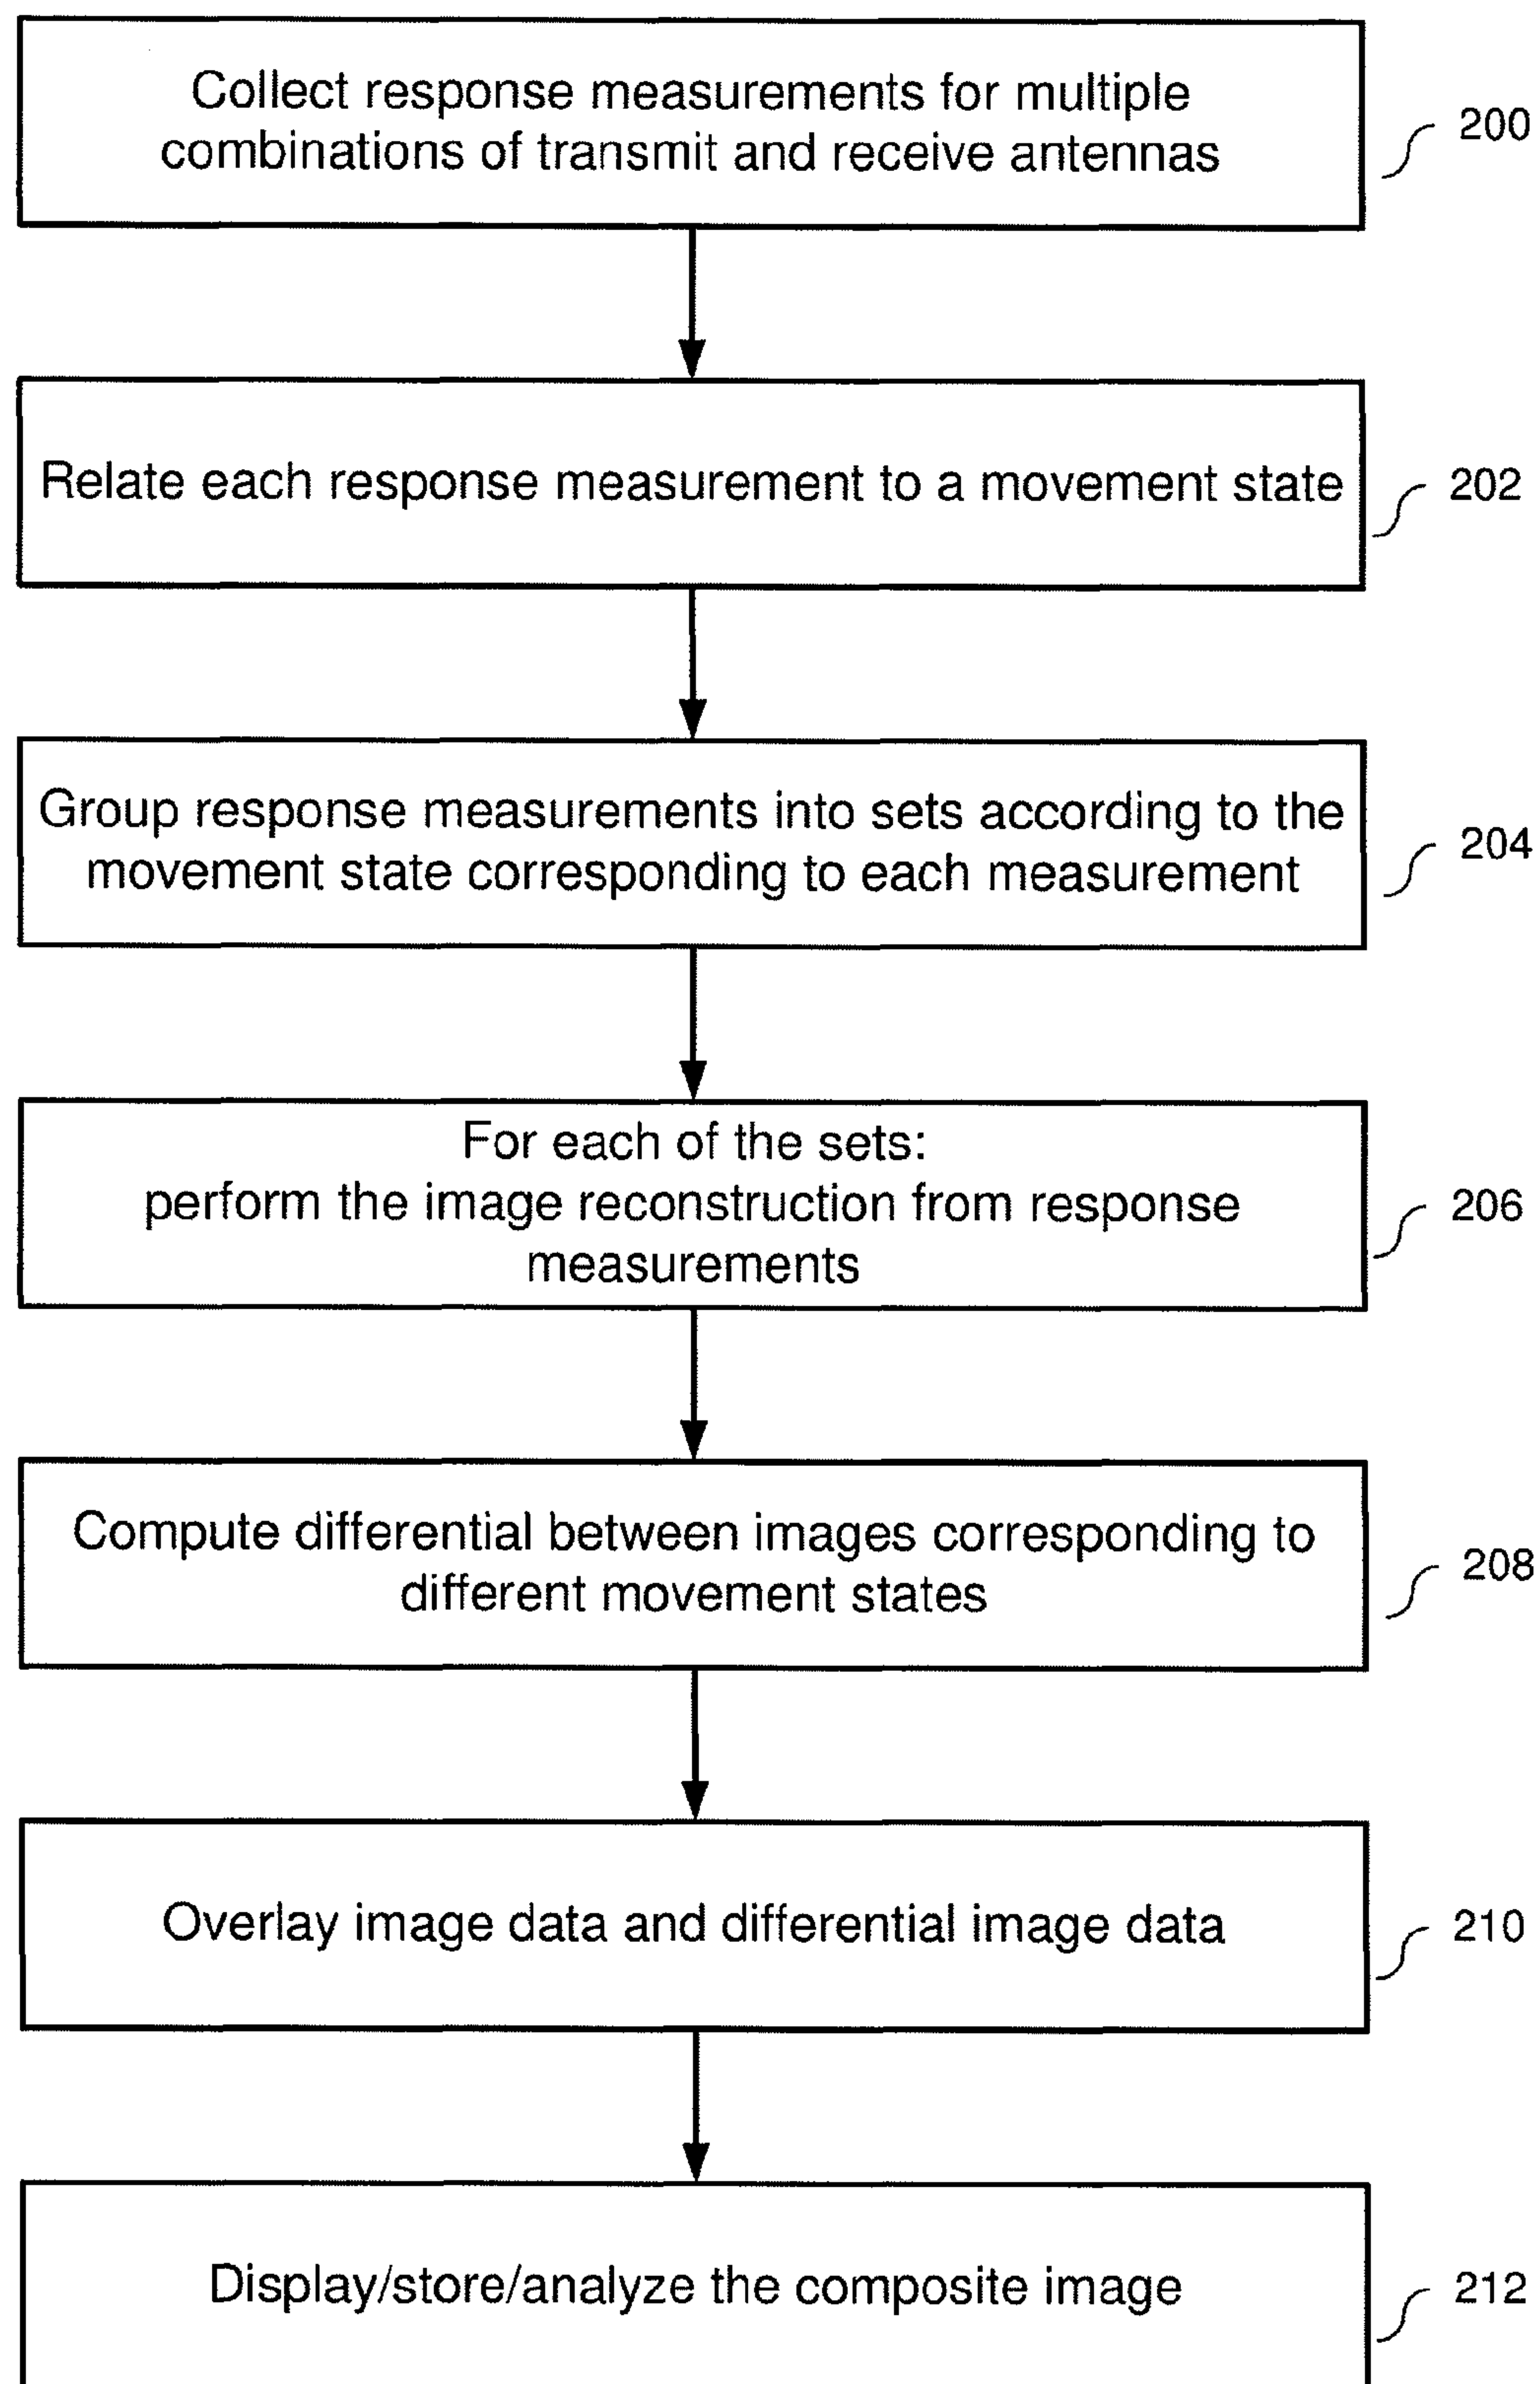 Collect response measurements for multiple
combinations of transmit and receive antennas
200
Relate each response measurement to a movement state
202
Group response measurements into sets according to the
movement state corresponding to each measurement
204
For each of the sets:
perform the image reconstruction from response
measurements
206
Compute differential between images corresponding to
different movement states
208
Overlay image data and differential image data
210
Display/store/analyze the composite image
212